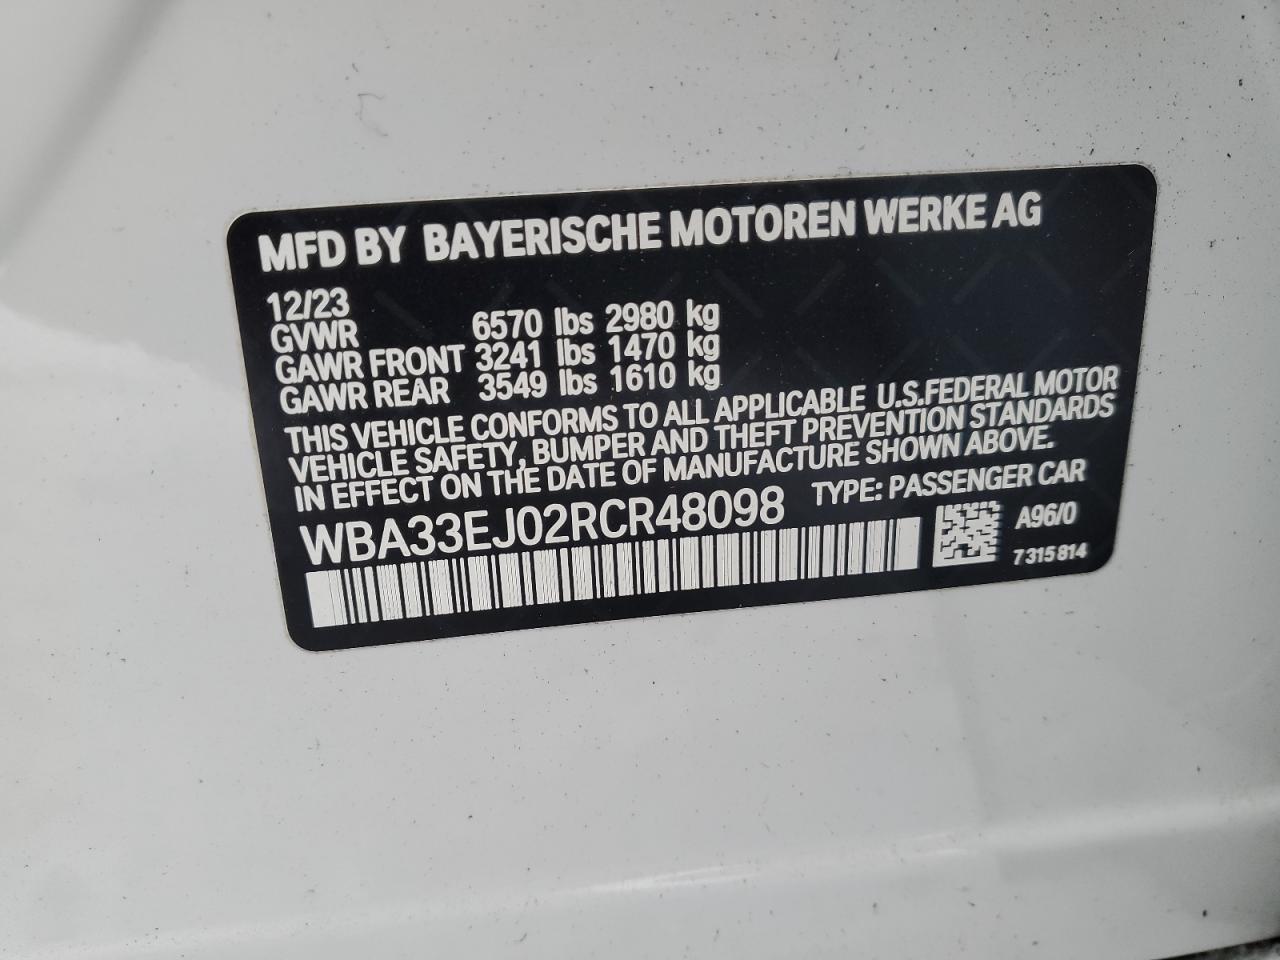 MFD BY BAYERISCHE MOTOREN WERKE AG
12/23
GVWR 6570 lbs 2980 kg
GAWR FRONT 3241 lbs 1470 kg
GAWR REAR 3549 lbs 1610 kg
THIS VEHICLE CONFORMS TO ALL APPLICABLE U.S.FEDERAL MOTOR
VEHICLE SAFETY, BUMPER AND THEFT PREVENTION STANDARDS
IN EFFECT ON THE DATE OF MANUFACTURE SHOWN ABOVE.
WBA33EJ02RCR48098 TYPE: PASSENGER CAR
A96/0
7 315 814